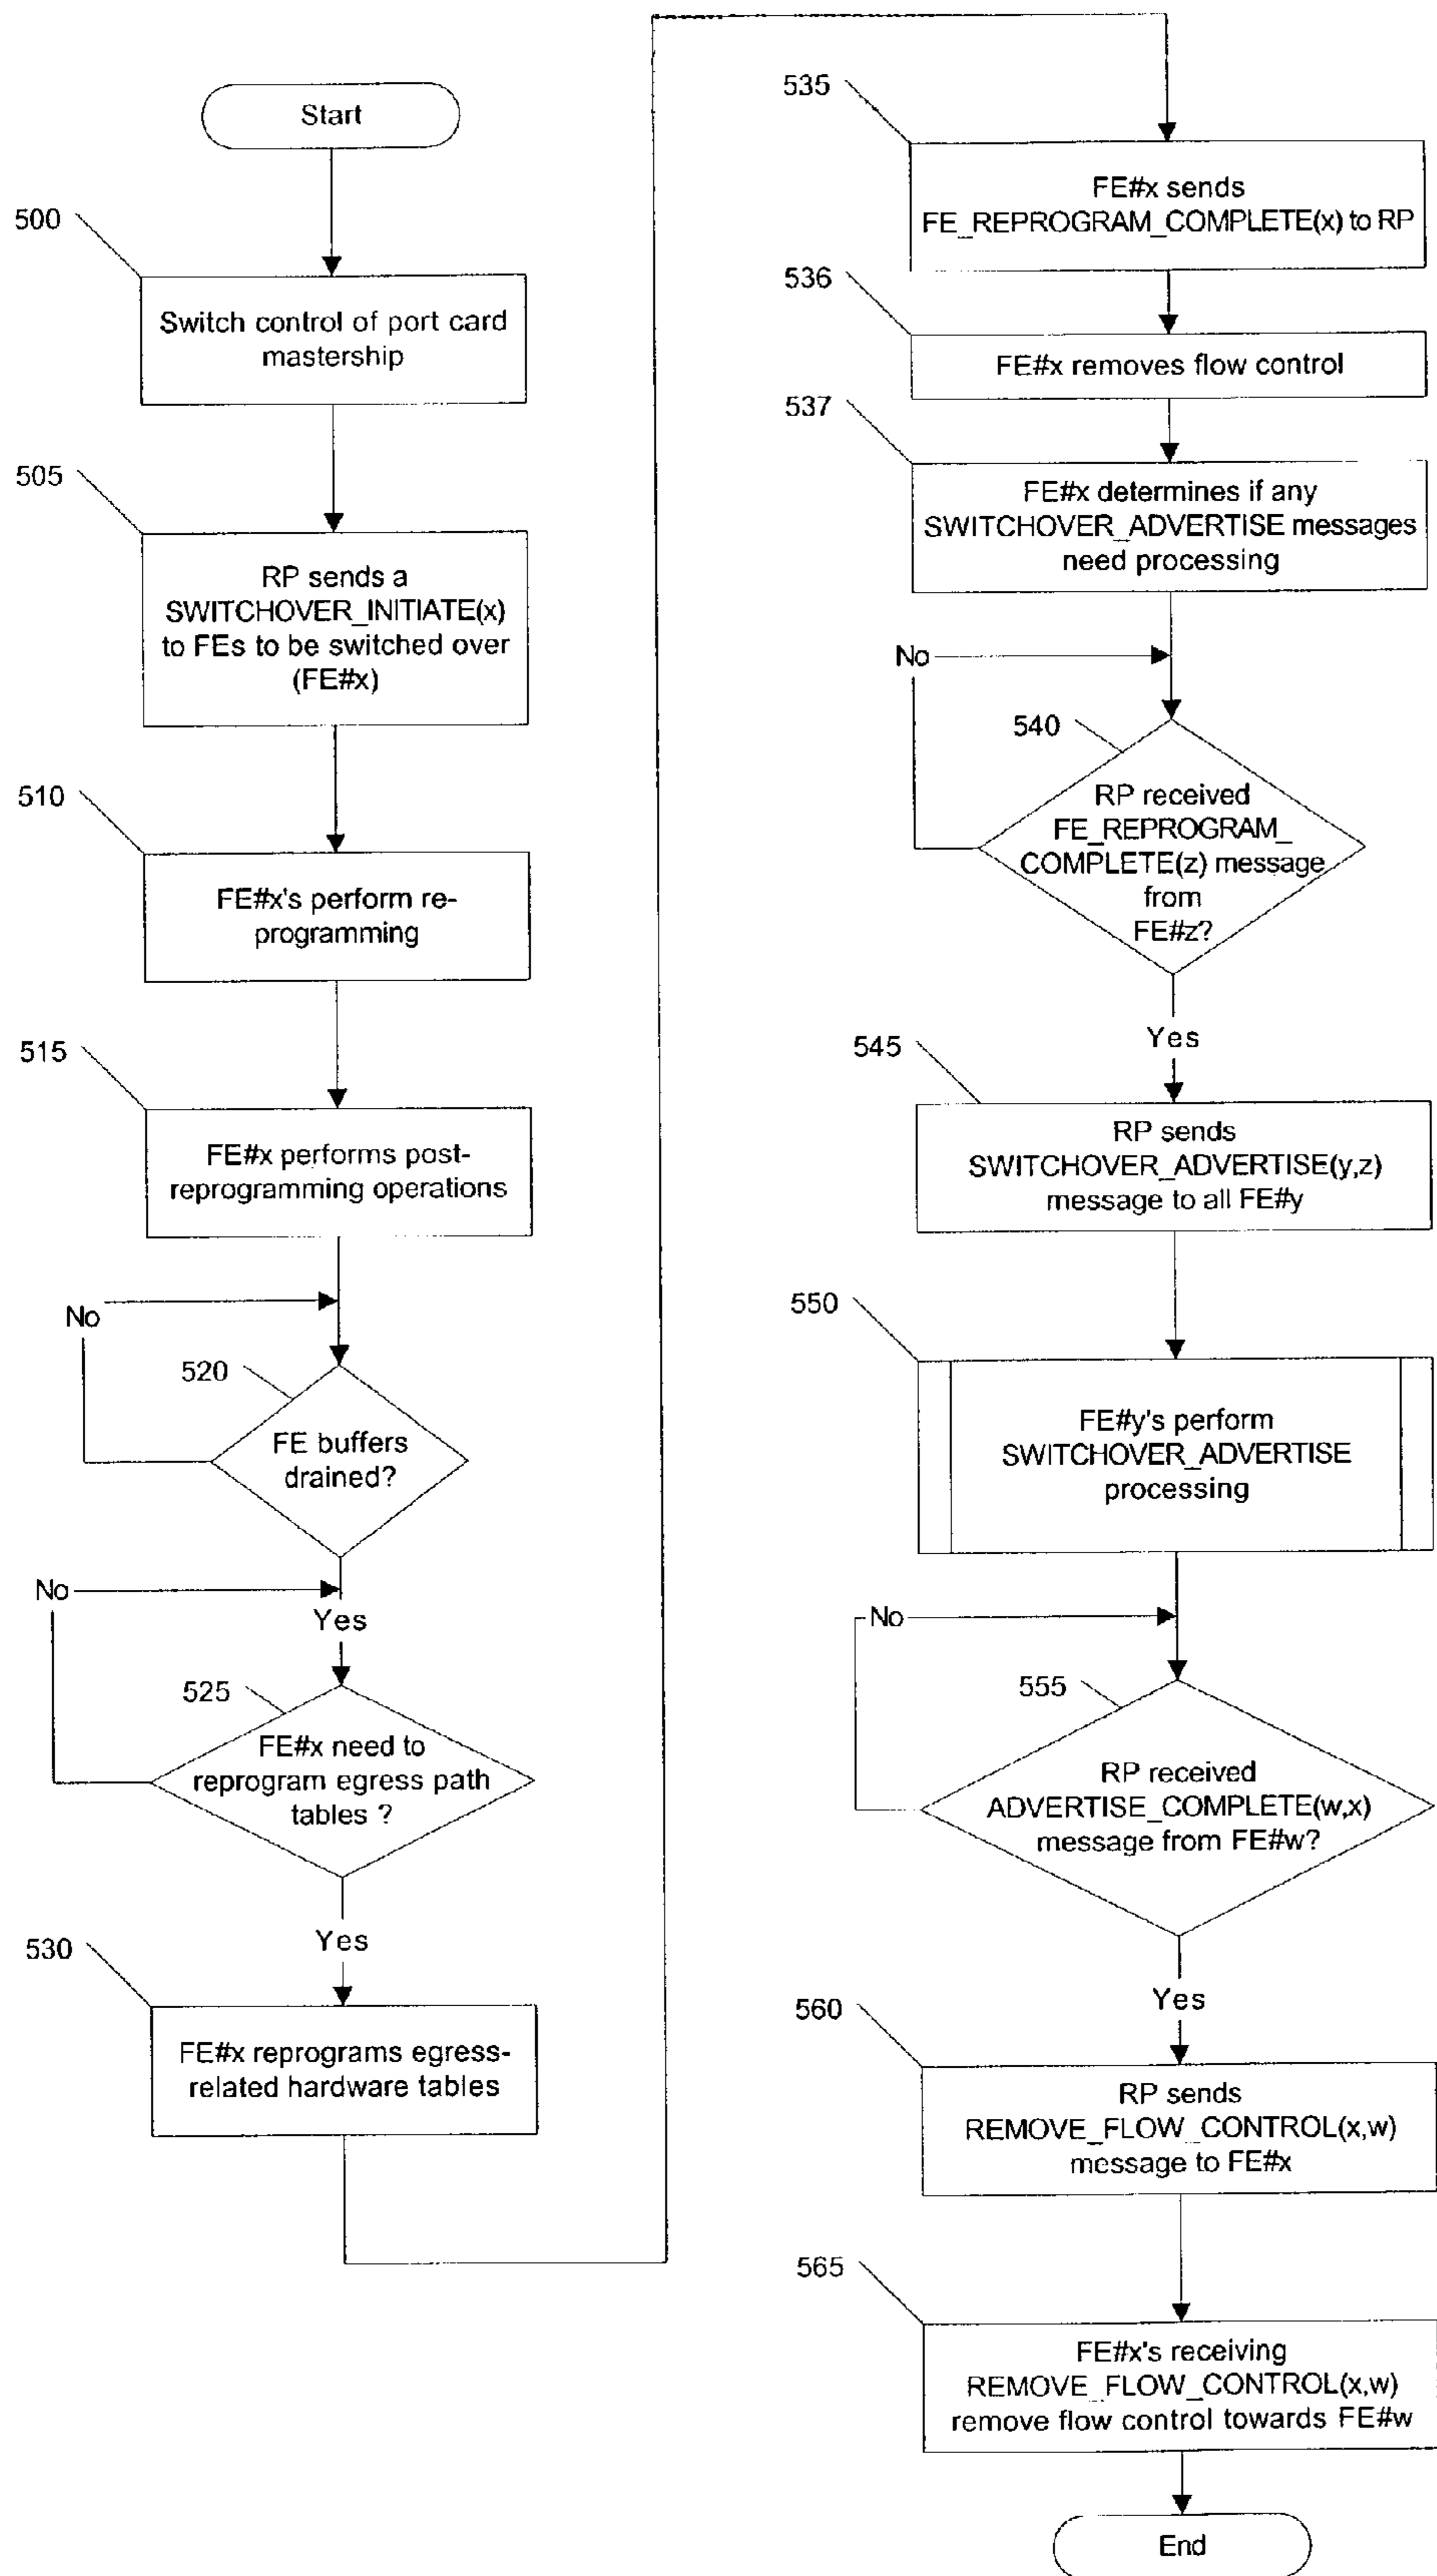 Start
500
Switch control of port card
mastership
505
RP sends a
SWITCHOVER_INITIATE(x)
to FEs to be switched over
(FE#x)
510
FE#x's perform re-
programming
515
FE#x performs post-
reprogramming operations
No
520
FE buffers
drained?
No
Yes
525
FE#x need to
reprogram egress path
tables ?
Yes
530
FE#x reprograms egress-
related hardware tables
535
FE#x sends
FE_REPROGRAM_COMPLETE(x) to RP
536
FE#x removes flow control
537
FE#x determines if any
SWITCHOVER_ADVERTISE messages
need processing
No
540
RP received
FE_REPROGRAM_
COMPLETE(z) message
from
FE#z?
Yes
545
RP sends
SWITCHOVER_ADVERTISE(y,z)
message to all FE#y
550
FE#y's perform
SWITCHOVER_ADVERTISE
processing
No
555
RP received
ADVERTISE_COMPLETE(w,x)
message from FE#w?
Yes
560
RP sends
REMOVE_FLOW_CONTROL(x,w)
message to FE#x
565
FE#x's receiving
REMOVE_FLOW_CONTROL(x,w)
remove flow control towards FE#w
End